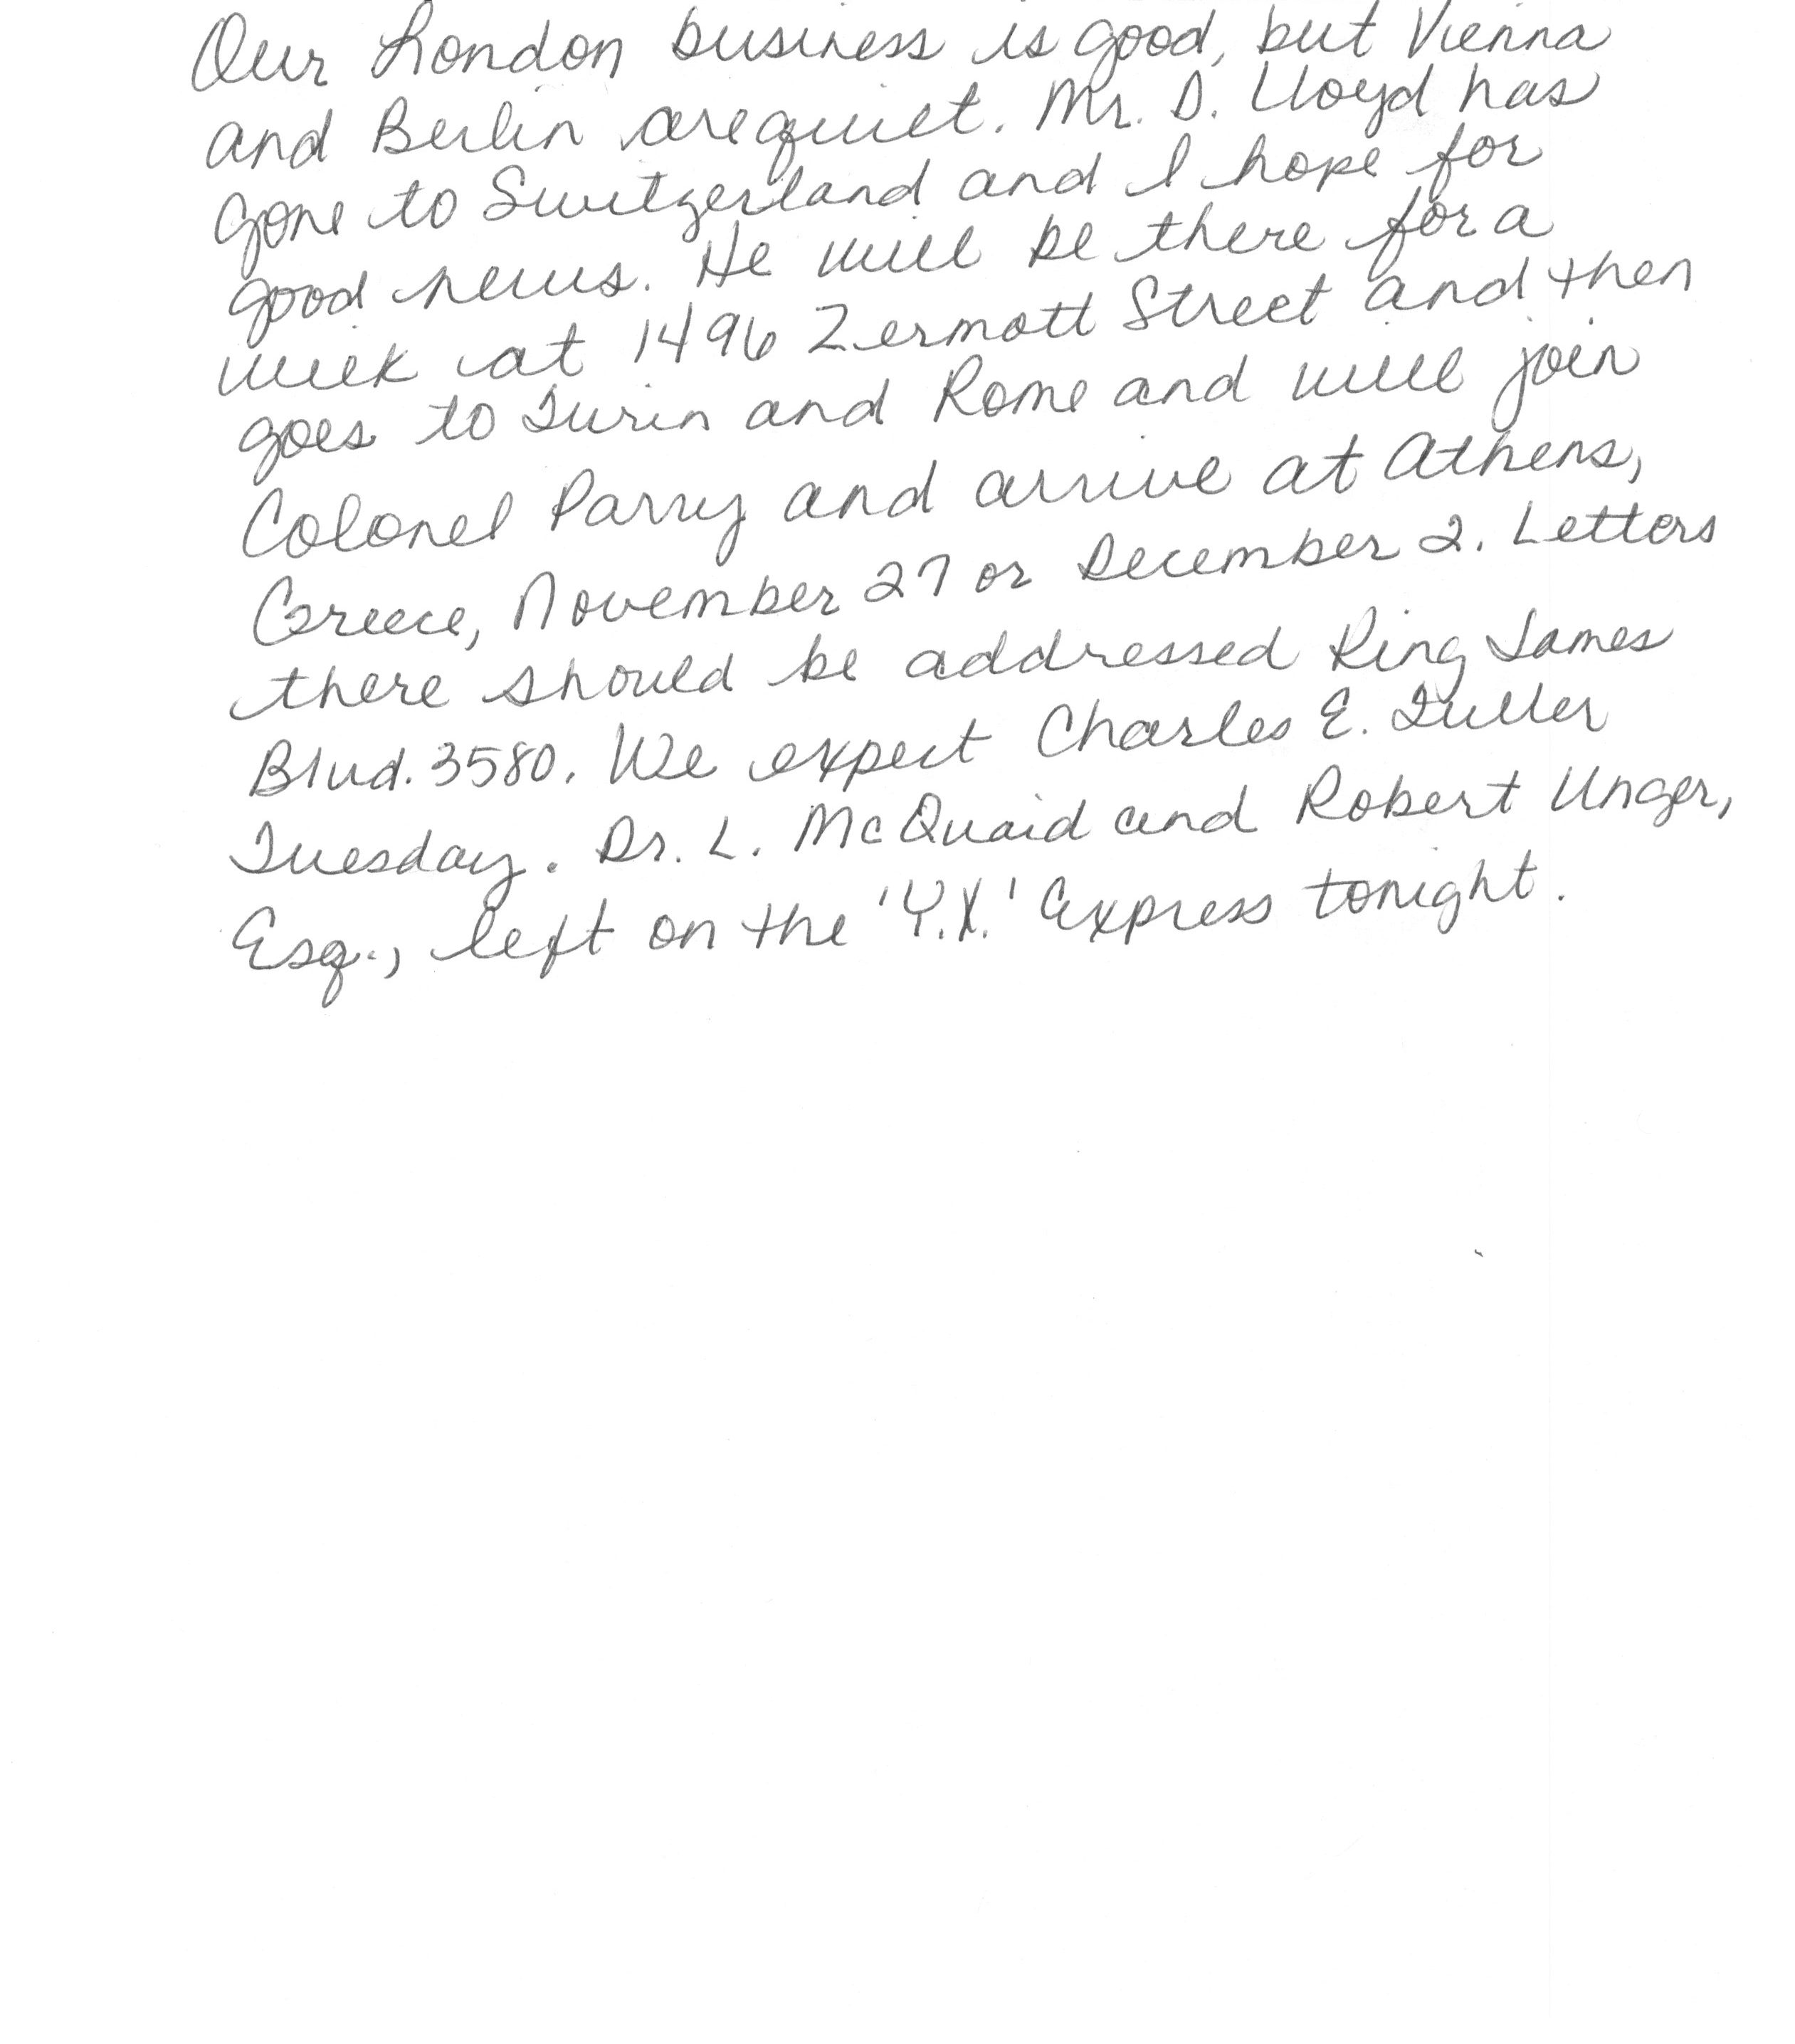 Our London business is good, but Vienna
and Berlin are quiet. Mr. D. Lloyd has
gone to Switzerland and I hope for
good news. He will be there for a
week at 1496 Zermott Street and then
goes to Turin and Rome and will join
Colonel Parry and arrive at Athens,
Greece, November 27 or December 2. Letters
there should be addressed King James
Blvd. 3580. We expect Charles E. Fuller
Tuesday. Dr. L. McQuaid and Robert Unger,
Esq., left on the 'Y.X.' Express tonight.